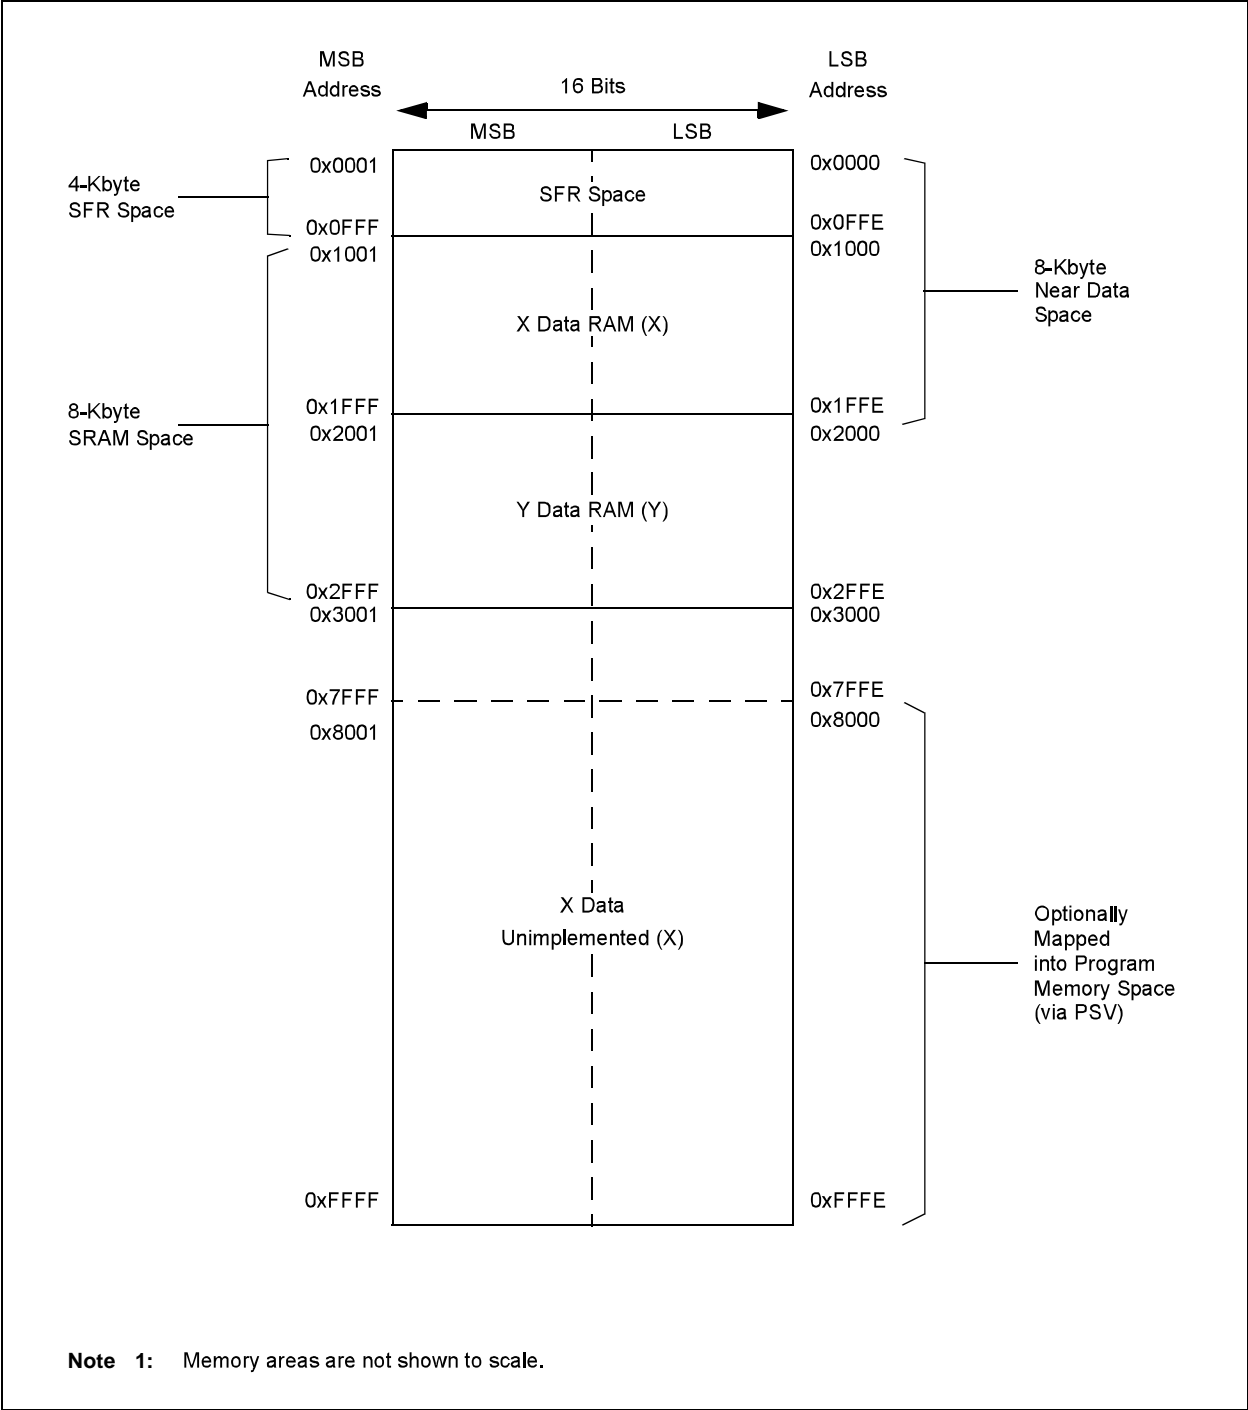 MSB
Address
LSB
Address
16 Bits
MSB
LSB
4-Kbyte
SFR Space
0x0001
0x0000
SFR Space
0x0FFF
0x0FFE
0x1001
0x1000
8-Kbyte
Near Data
Space
X Data RAM (X)
8-Kbyte
SRAM Space
0x1FFF
0x1FFE
0x2001
0x2000
Y Data RAM (Y)
0x2FFF
0x2FFE
0x3001
0x3000
0x7FFF
0x7FFE
0x8001
0x8000
X Data
Unimplemented (X)
Optionally
Mapped
into Program
Memory Space
(via PSV)
0xFFFF
0xFFFE
Note 1: Memory areas are not shown to scale.